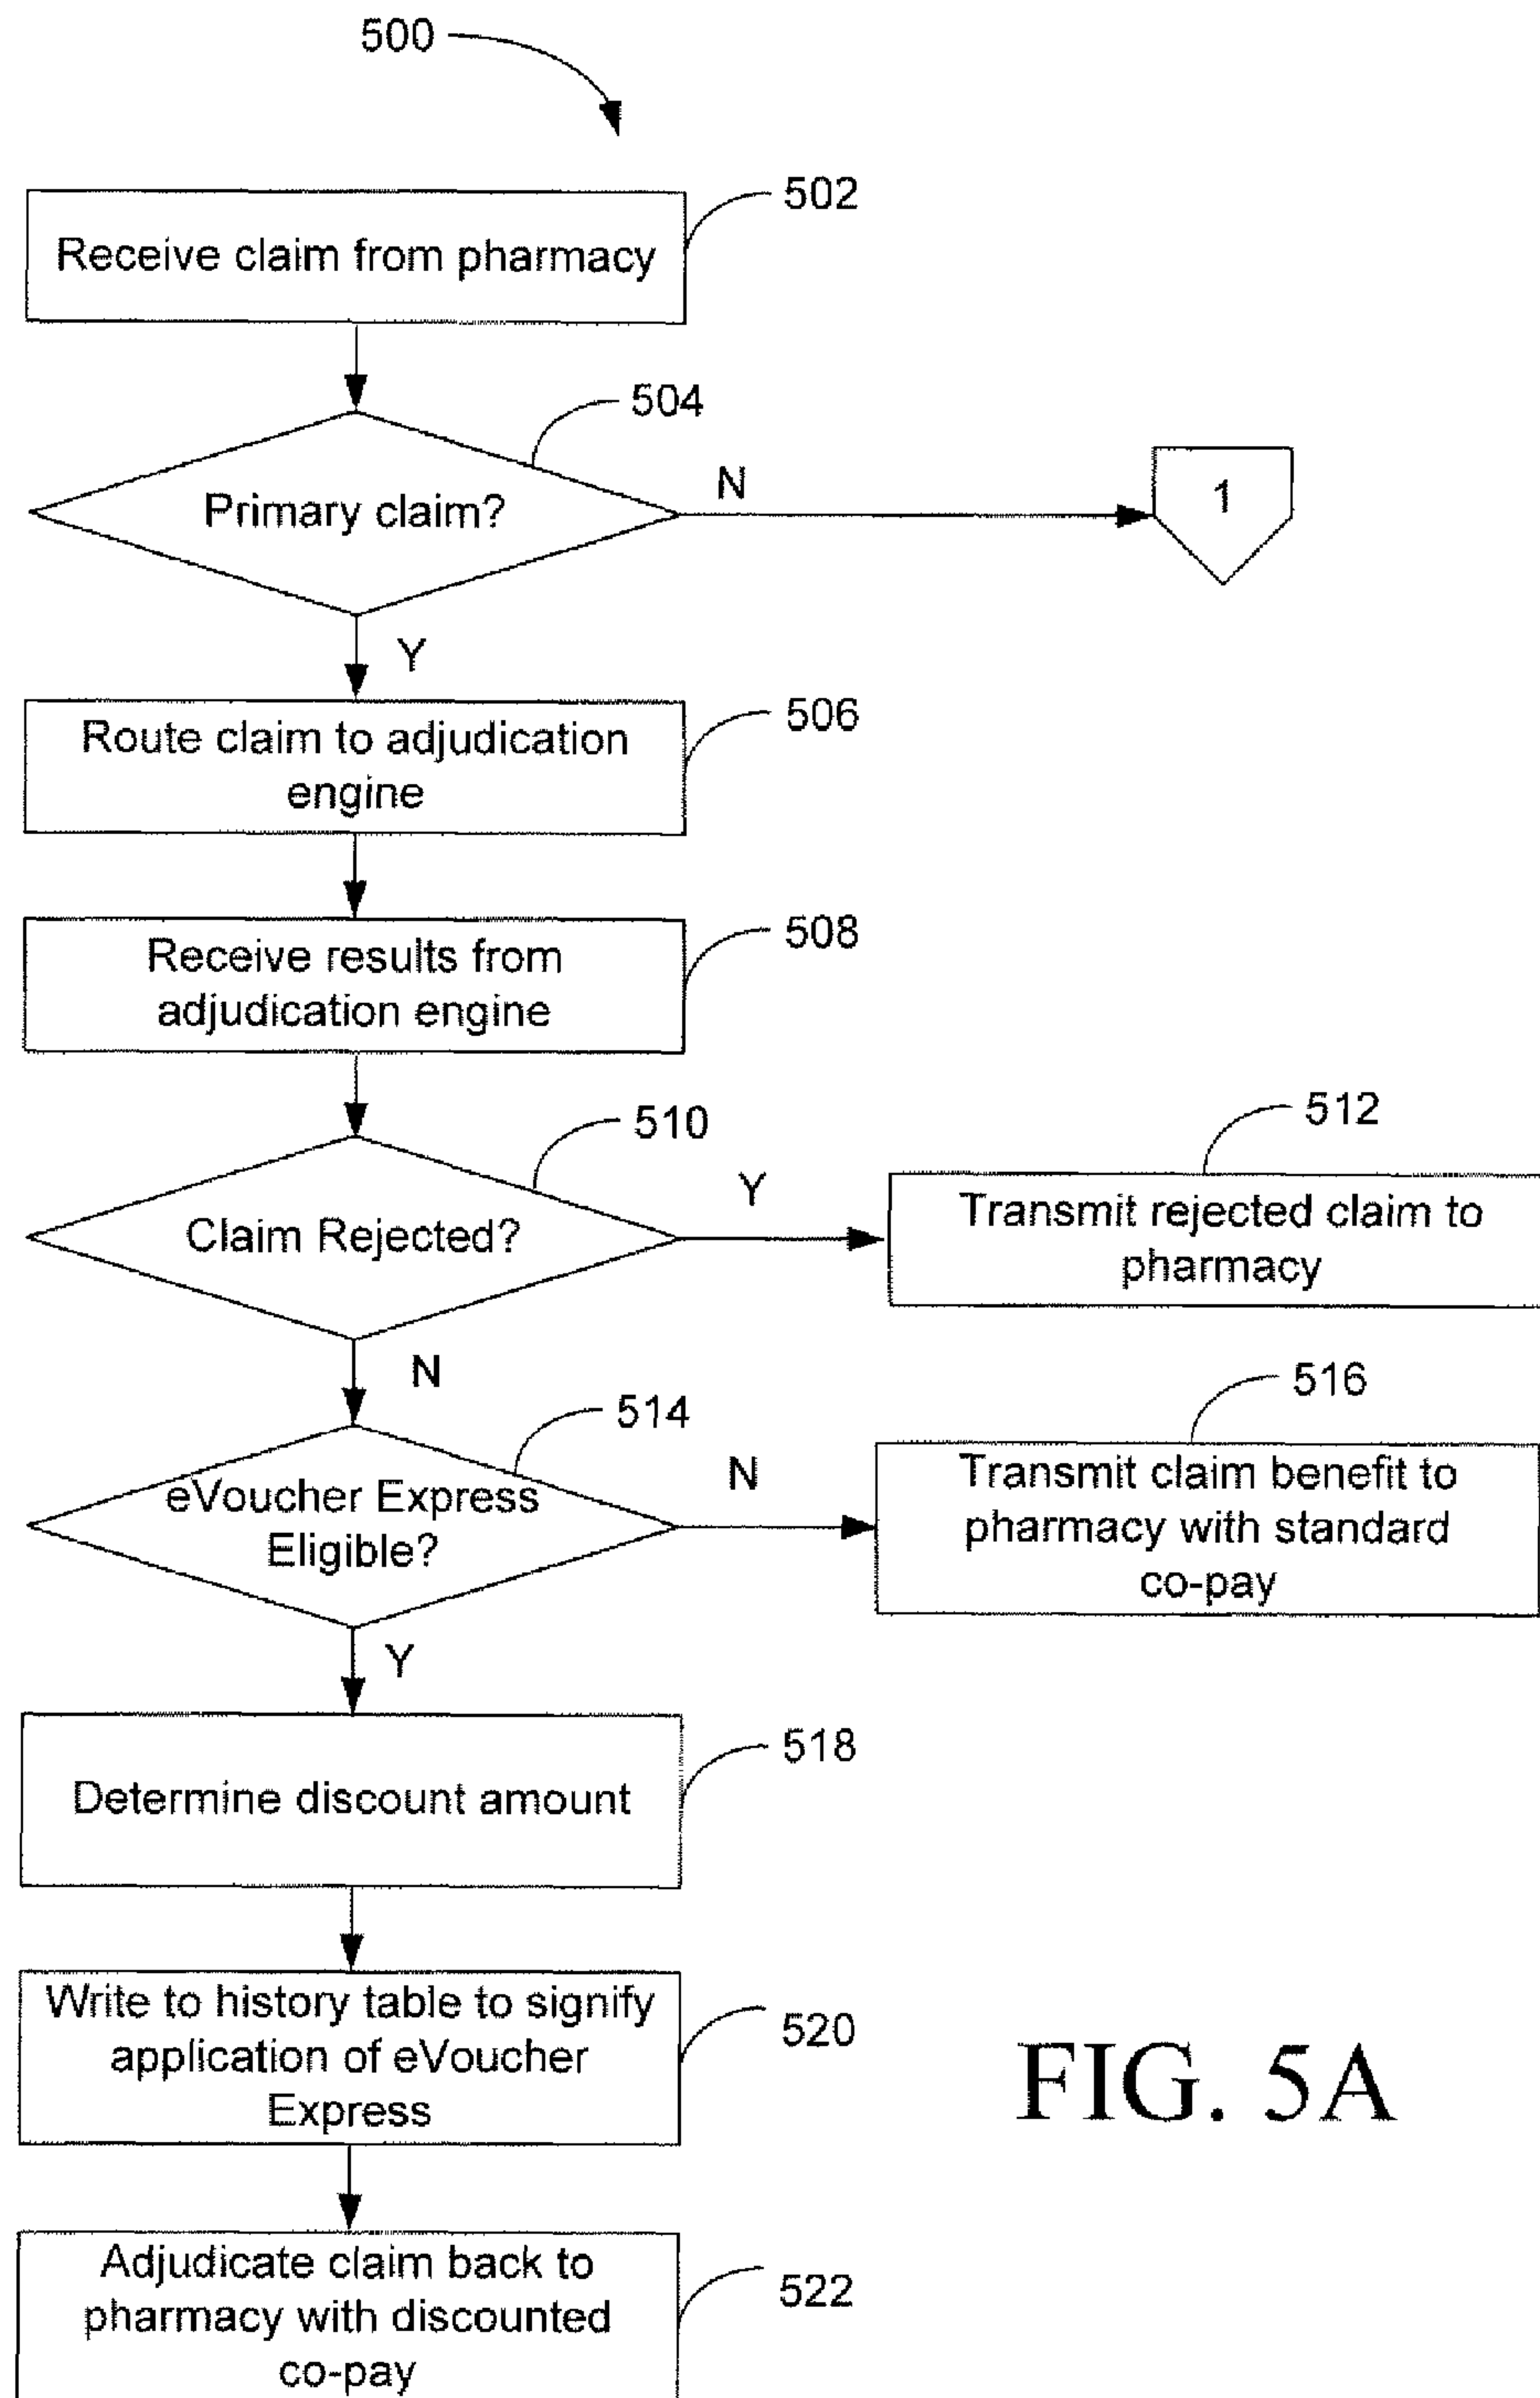 500
502
Receive claim from pharmacy
504
Primary claim?
N
1
Y
506
Route claim to adjudication
engine
508
Receive results from
adjudication engine
510
Claim Rejected?
Y
512
Transmit rejected claim to
pharmacy
N
514
eVoucher Express
Eligible?
N
516
Transmit claim benefit to
pharmacy with standard
co-pay
Y
518
Determine discount amount
520
Write to history table to signify
application of eVoucher
Express
522
Adjudicate claim back to
pharmacy with discounted
co-pay
FIG. 5A